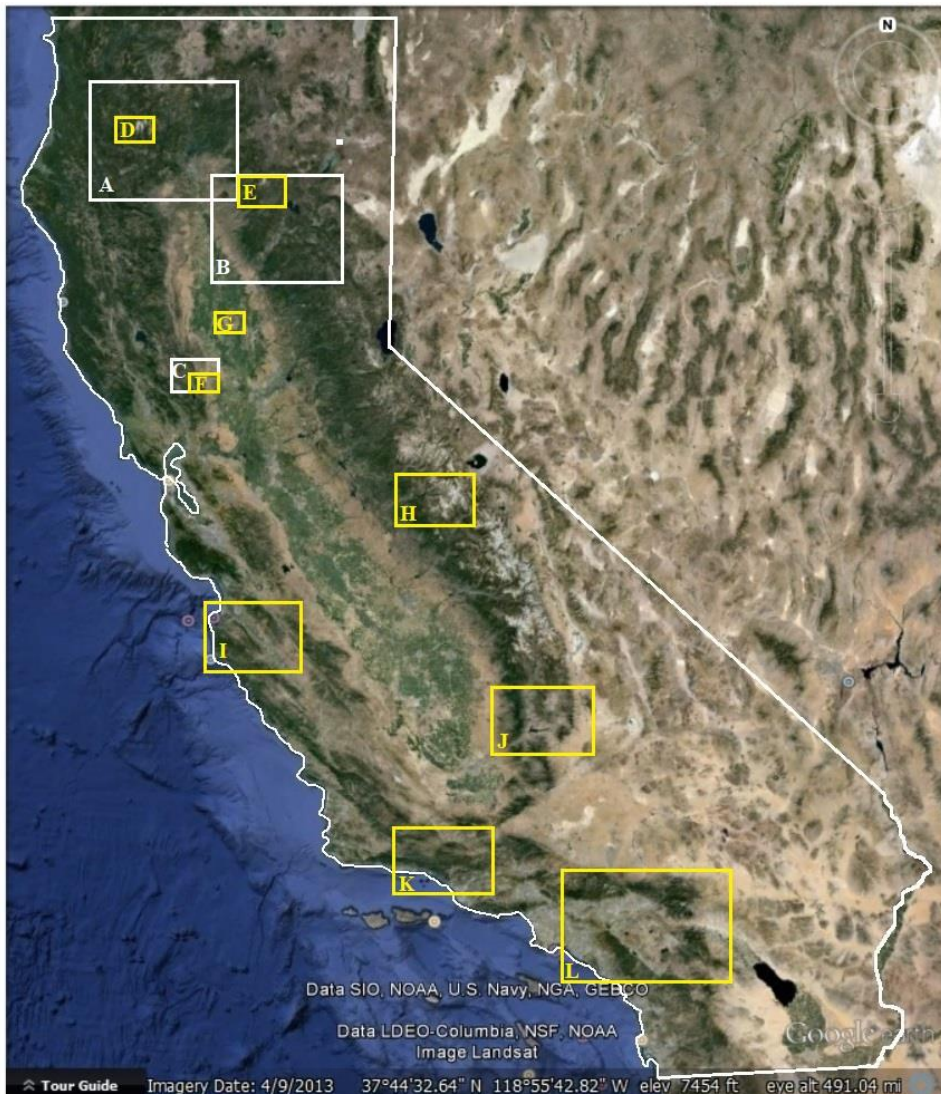 N
D
A
E
B
G
C
F
H
I
J
K
L
Data SIO, NOAA, U.S. Navy, NGA, GEBCO
Data LDEO-Columbia, NSF, NOAA
Google earth
Image Landsat
Tour Guide Imagery Date: 4/9/2013 37°44'32.64" N 118°55'42.82" W elev 7454 ft eye alt 491.04 mi